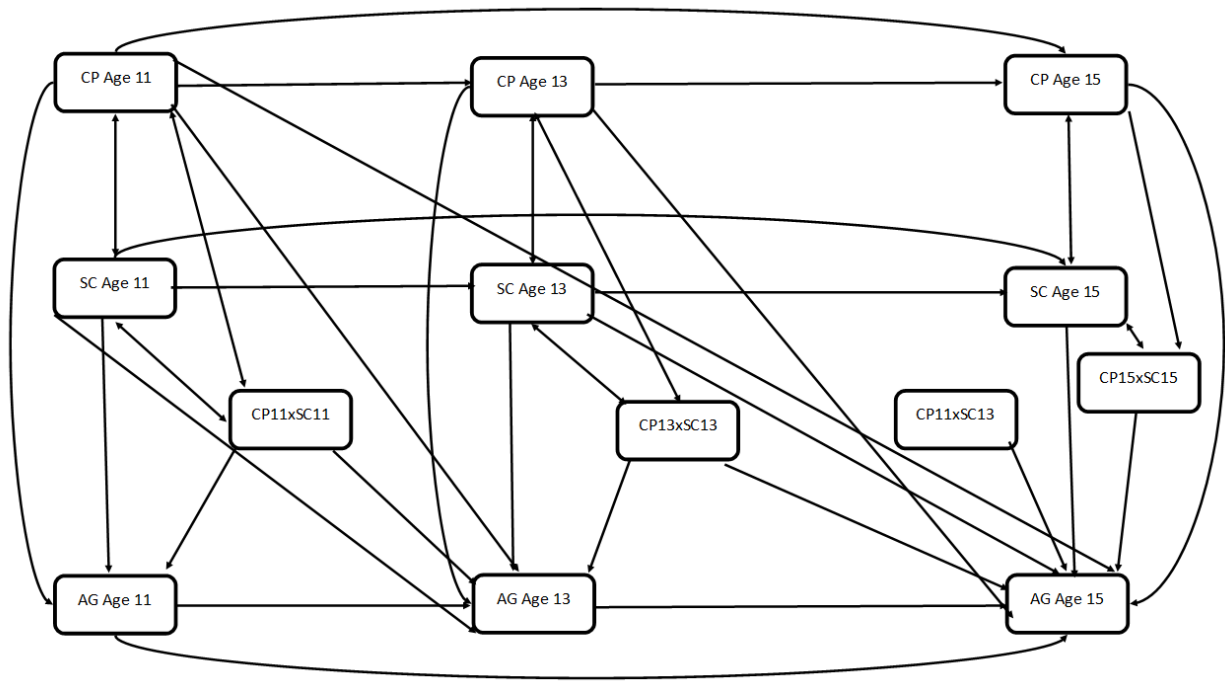 CP Age 11
CP Age 13
CP Age 15
SC Age 11
SC Age 13
SC Age 15
CP15xSC15
CP11xSC11
CP13xSC13
CP11xSC13
AG Age 11
AG Age 13
AG Age 15